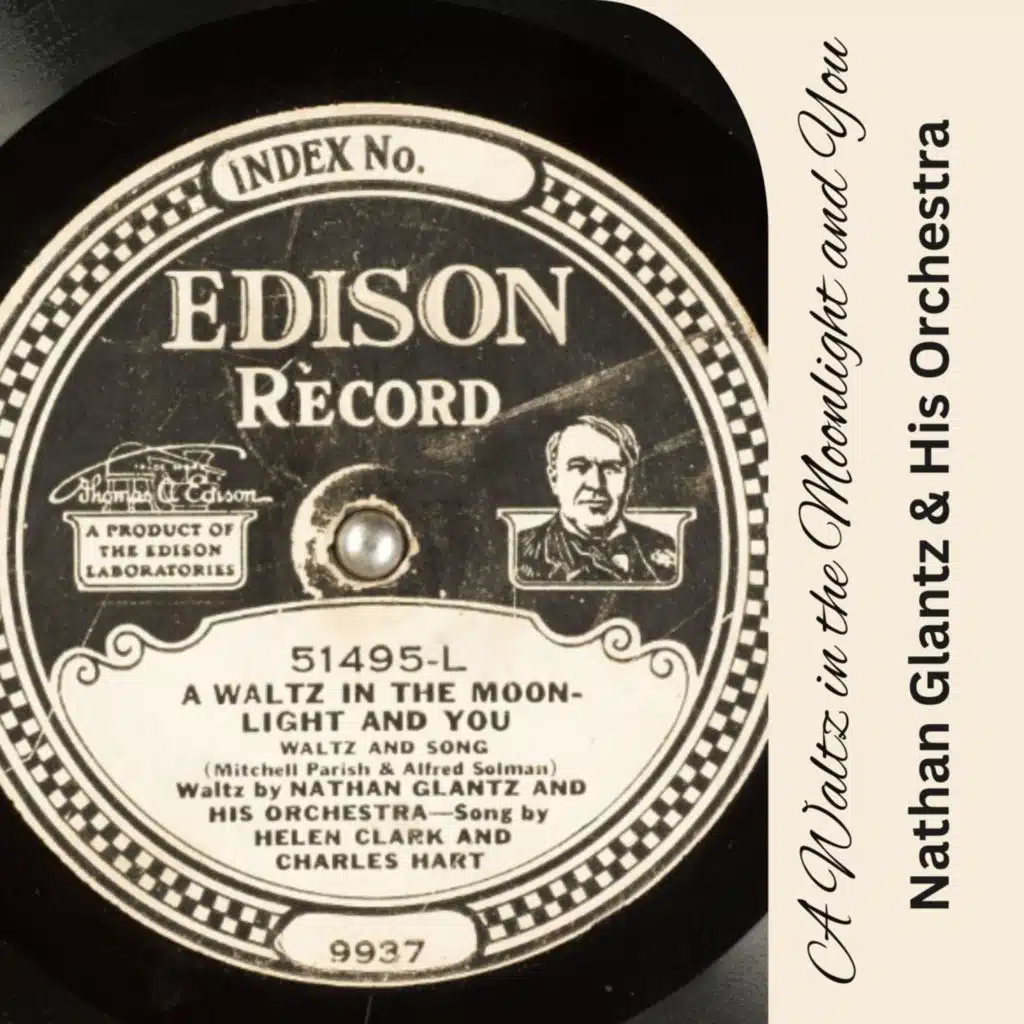 INDEX No.
EDISON
RECORD
TRADE MARK
Thomas A Edison
A PRODUCT OF
THE EDISON
LABORATORIES
51495-L
A WALTZ IN THE MOON-
LIGHT AND YOU
WALTZ AND SONG
(Mitchell Parish & Alfred Solman)
Waltz by NATHAN GLANTZ AND
HIS ORCHESTRA—Song by
HELEN CLARK AND
CHARLES HART
9937
A Waltz in the Moonlight and You
Nathan Glantz & His Orchestra